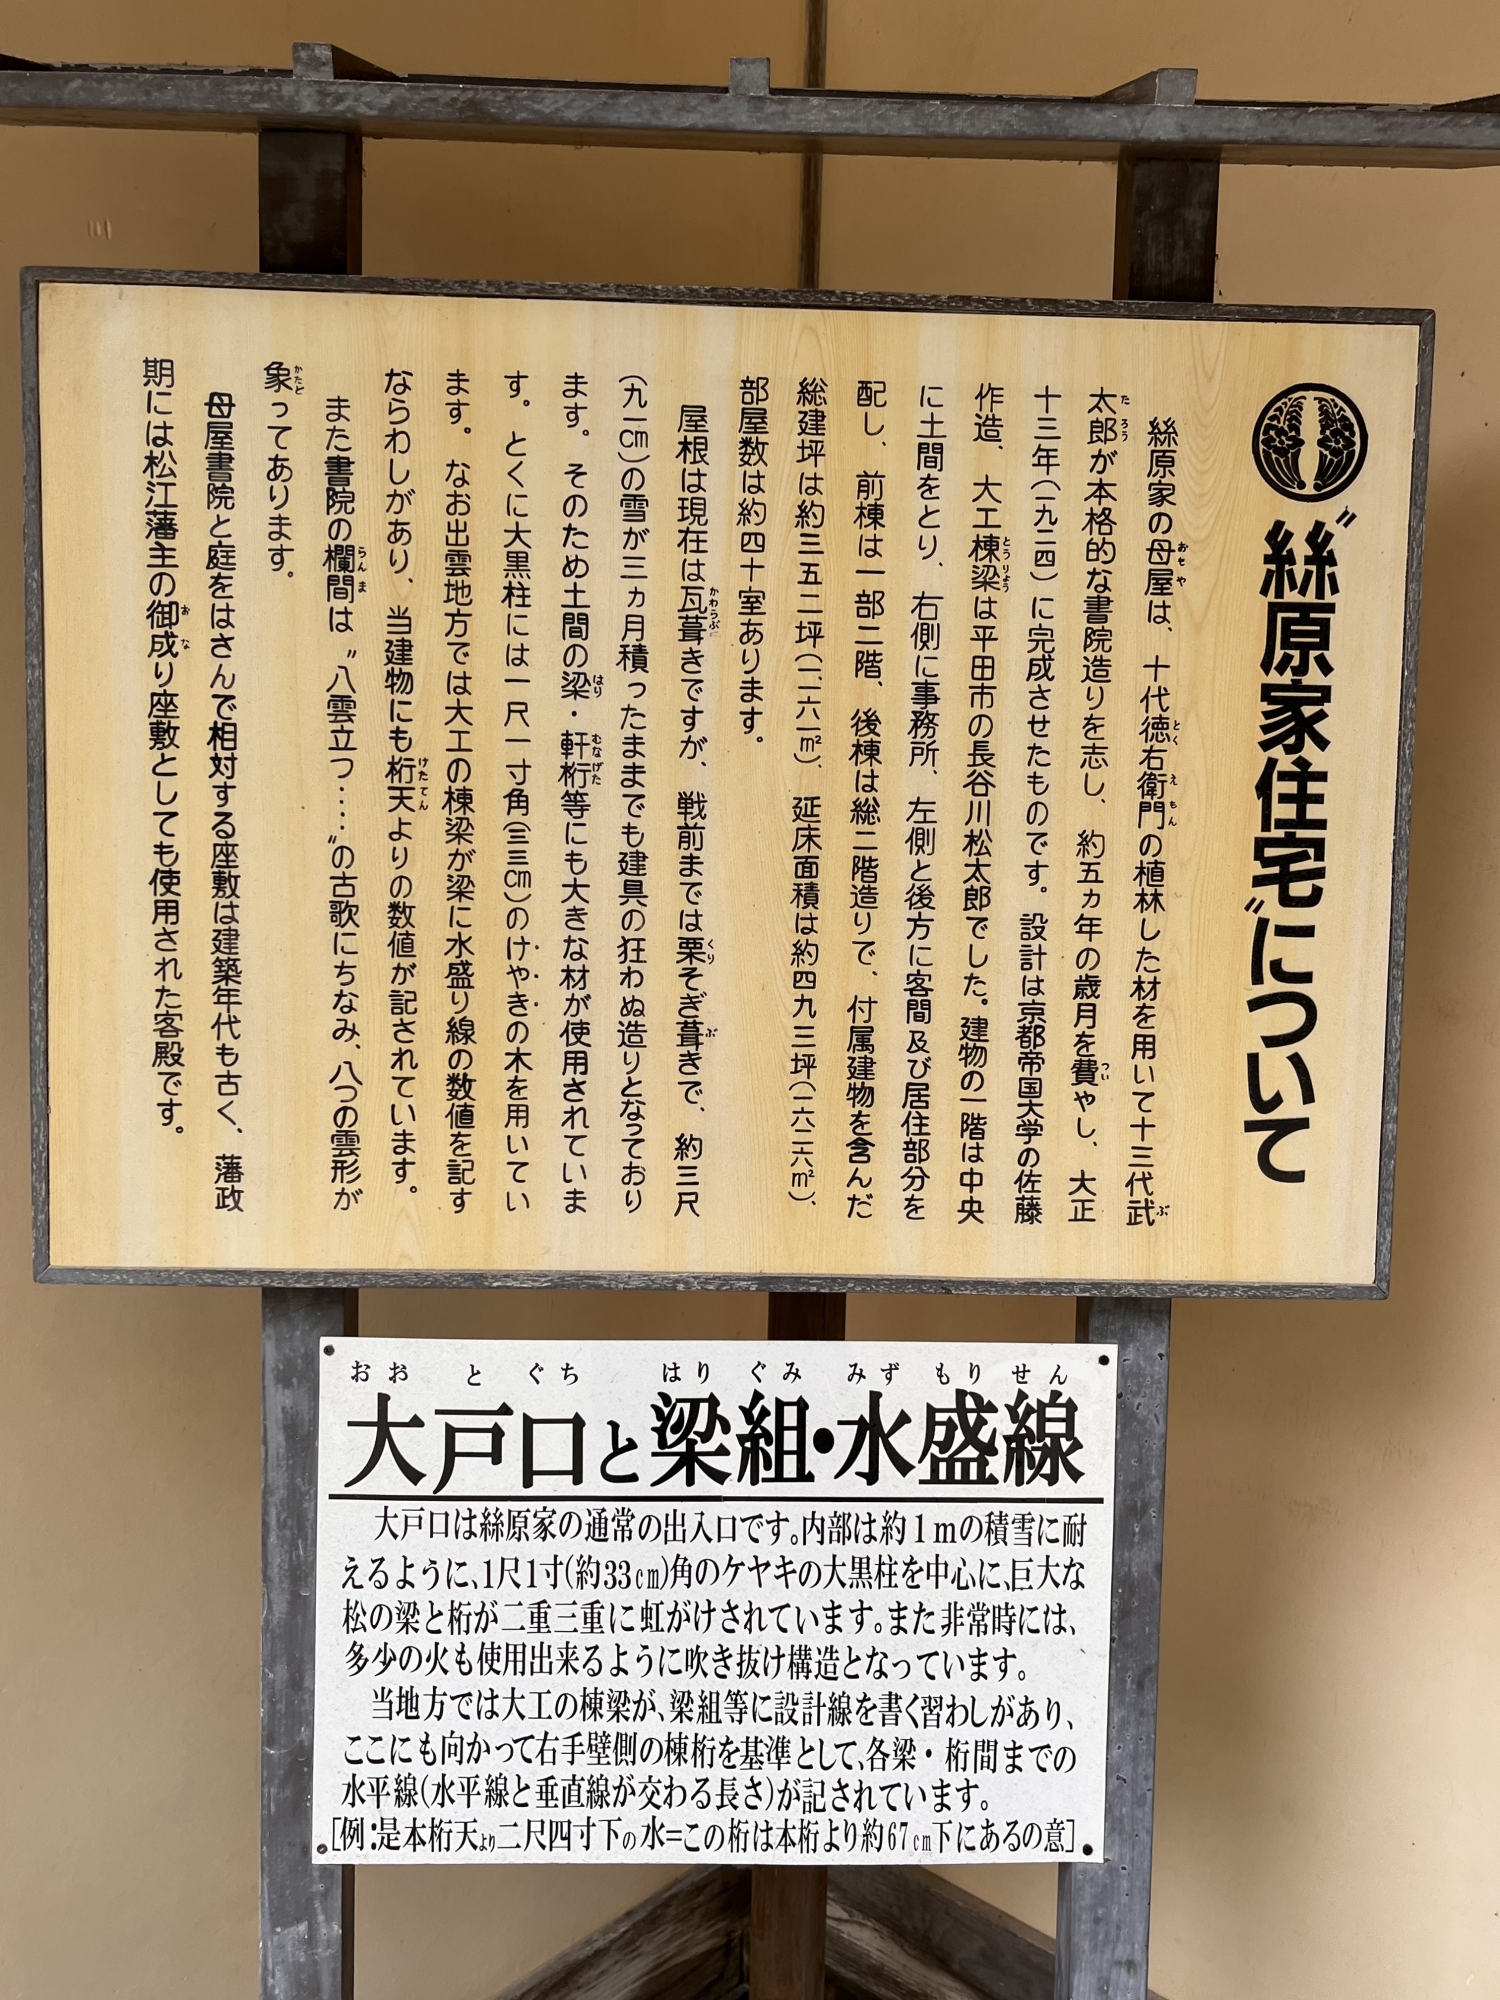 〝絲原家住宅〟について
絲原家の母屋は、十代徳右衛門の植林した材を用いて十三代武
太郎が本格的な書院造りを志し、約五ヵ年の歳月を費やし、大正
十三年(一九二四)に完成させたものです。設計は京都帝国大学の佐藤
作造、大工棟梁は平田市の長谷川松太郎でした。建物の一階は中央
に土間をとり、右側に事務所、左側と後方に客間及び居住部分を
配し、前棟は一部二階、後棟は総二階造りで、付属建物を含んだ
総建坪は約三五二坪(一、一六一㎡)、延床面積は約四九三坪(一六二六㎡)、
部屋数は約四十室あります。
屋根は現在は瓦葺きですが、戦前までは栗そぎ葺きで、約三尺
(九一㎝)の雪が三ヵ月積ったままでも建具の狂わぬ造りとなっており
ます。そのため土間の梁・軒桁等にも大きな材が使用されていま
す。とくに大黒柱には一尺一寸角(三三㎝)のけやきの木を用いてい
ます。なお出雲地方では大工の棟梁が梁に水盛り線の数値を記す
ならわしがあり、当建物にも桁天よりの数値が記されています。
また書院の欄間は〝八雲立つ‥‥〟の古歌にちなみ、八つの雲形が
象ってあります。
母屋書院と庭をはさんで相対する座敷は建築年代も古く、藩政
期には松江藩主の御成り座敷としても使用された客殿です。
おおとぐち はりぐみ みずもりせん
大戸口と梁組・水盛線
大戸口は絲原家の通常の出入口です。内部は約1mの積雪に耐
えるように、1尺1寸(約33cm)角のケヤキの大黒柱を中心に、巨大な
松の梁と桁が二重三重に虹がけされています。また非常時には、
多少の火も使用出来るように吹き抜け構造となっています。
当地方では大工の棟梁が、梁組等に設計線を書く習わしがあり、
ここにも向かって右手壁側の棟桁を基準として、各梁・桁間までの
水平線(水平線と垂直線が交わる長さ)が記されています。
[例:是本桁天より二尺四寸下の水=この桁は本桁より約67cm下にあるの意]